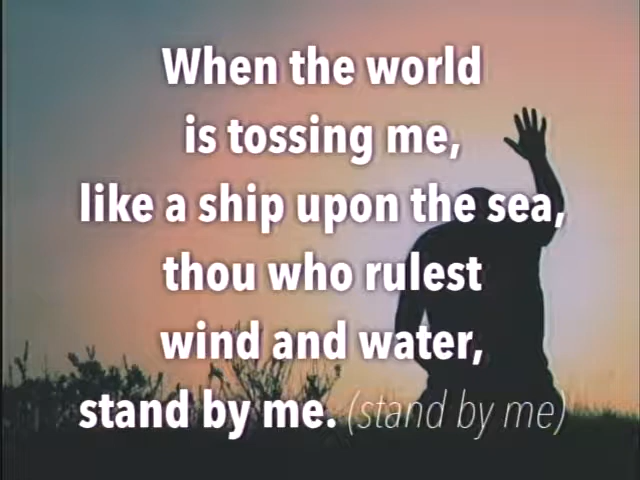 When the world
is tossing me,
like a ship upon the sea,
thou who rulest
wind and water,
stand by me. (stand by me)